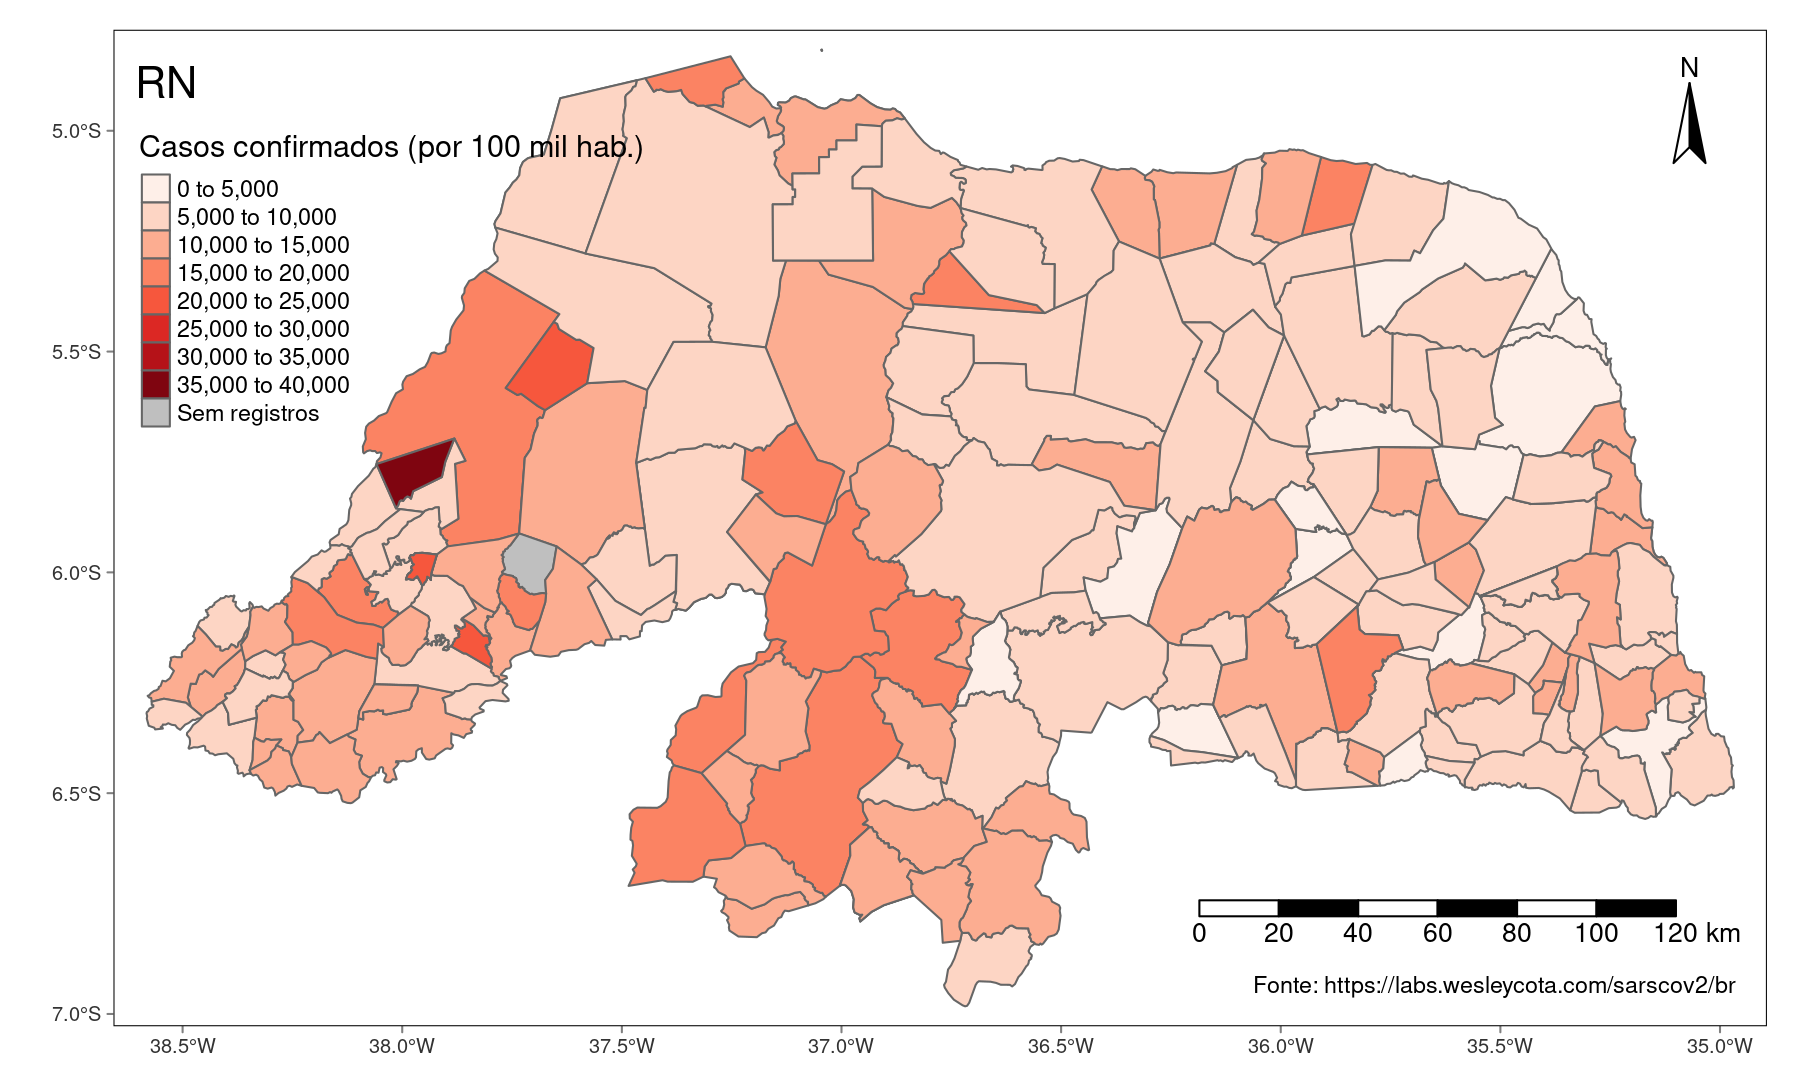 RN
N
Casos confirmados (por 100 mil hab.)
0 to 5,000
5,000 to 10,000
10,000 to 15,000
15,000 to 20,000
20,000 to 25,000
25,000 to 30,000
30,000 to 35,000
35,000 to 40,000
Sem registros
5.0°S
5.5°S
6.0°S
6.5°S
7.0°S
0 20 40 60 80 100 120 km
Fonte: https://labs.wesleycota.com/sarscov2/br
38.5°W 38.0°W 37.5°W 37.0°W 36.5°W 36.0°W 35.5°W 35.0°W